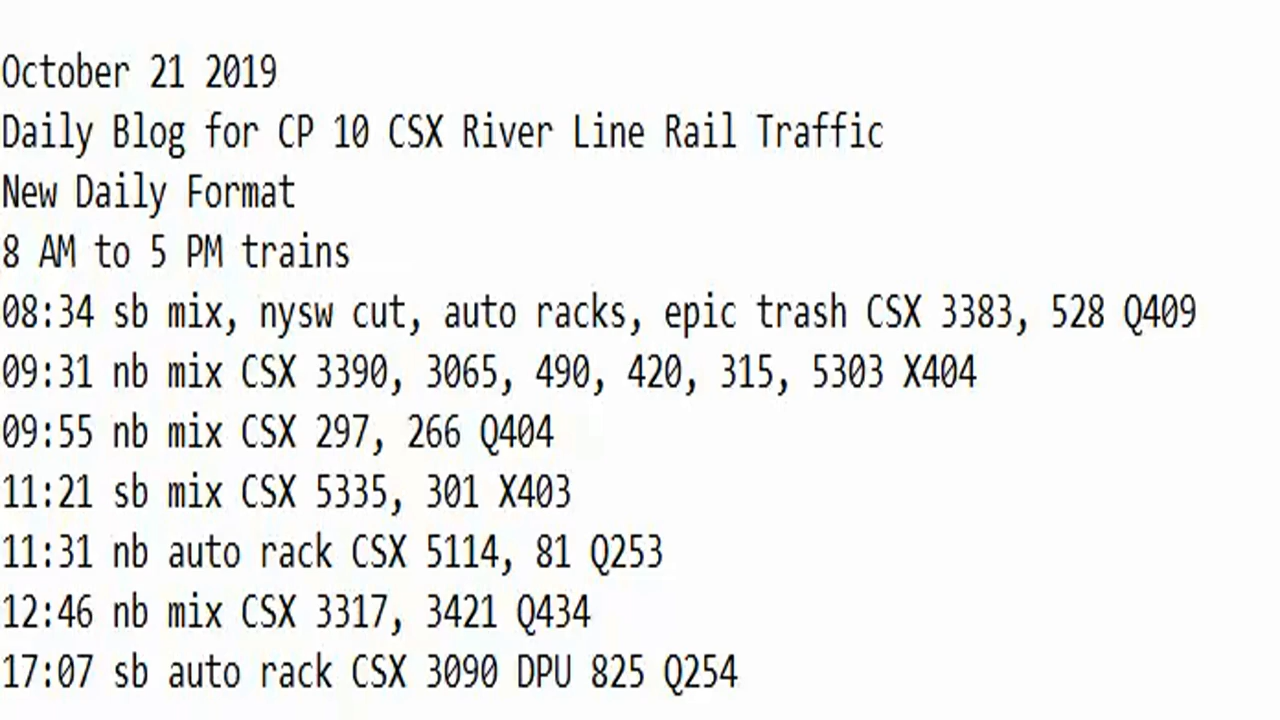 October 21 2019
Daily Blog for CP 10 CSX River Line Rail Traffic
New Daily Format
8 AM to 5 PM trains
08:34 sb mix, nysw cut, auto racks, epic trash CSX 3383, 528 Q409
09:31 nb mix CSX 3390, 3065, 490, 420, 315, 5303 X404
09:55 nb mix CSX 297, 266 Q404
11:21 sb mix CSX 5335, 301 X403
11:31 nb auto rack CSX 5114, 81 Q253
12:46 nb mix CSX 3317, 3421 Q434
17:07 sb auto rack CSX 3090 DPU 825 Q254